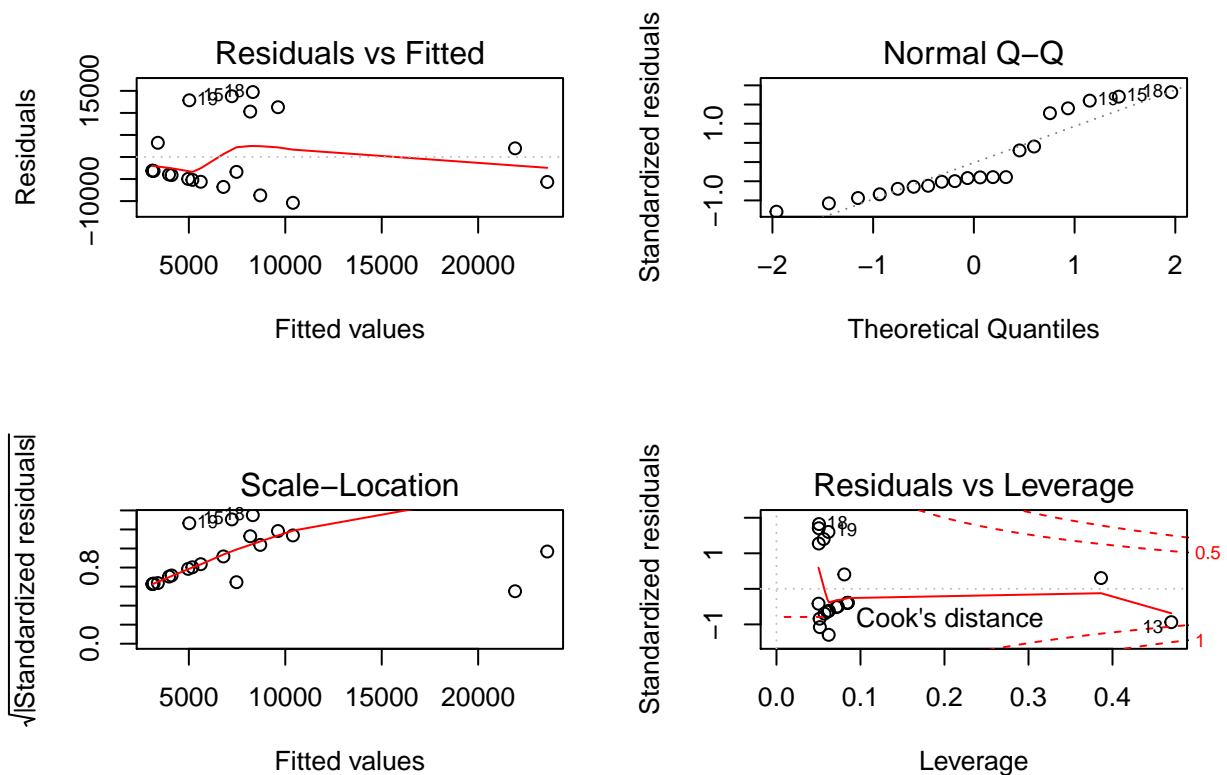 Residuals vs Fitted
Residuals
15000
−10000
19
15
18
5000 10000 15000 20000
Fitted values
Normal Q−Q
Standardized residuals
1.0
−1.0
19
15
18
−2 −1 0 1 2
Theoretical Quantiles
Scale−Location
√|Standardized residuals|
0.8
0.0
19
15
18
5000 10000 15000 20000
Fitted values
Residuals vs Leverage
Standardized residuals
1
−1
18
19
13
Cook's distance
0.5
1
0.0 0.1 0.2 0.3 0.4
Leverage